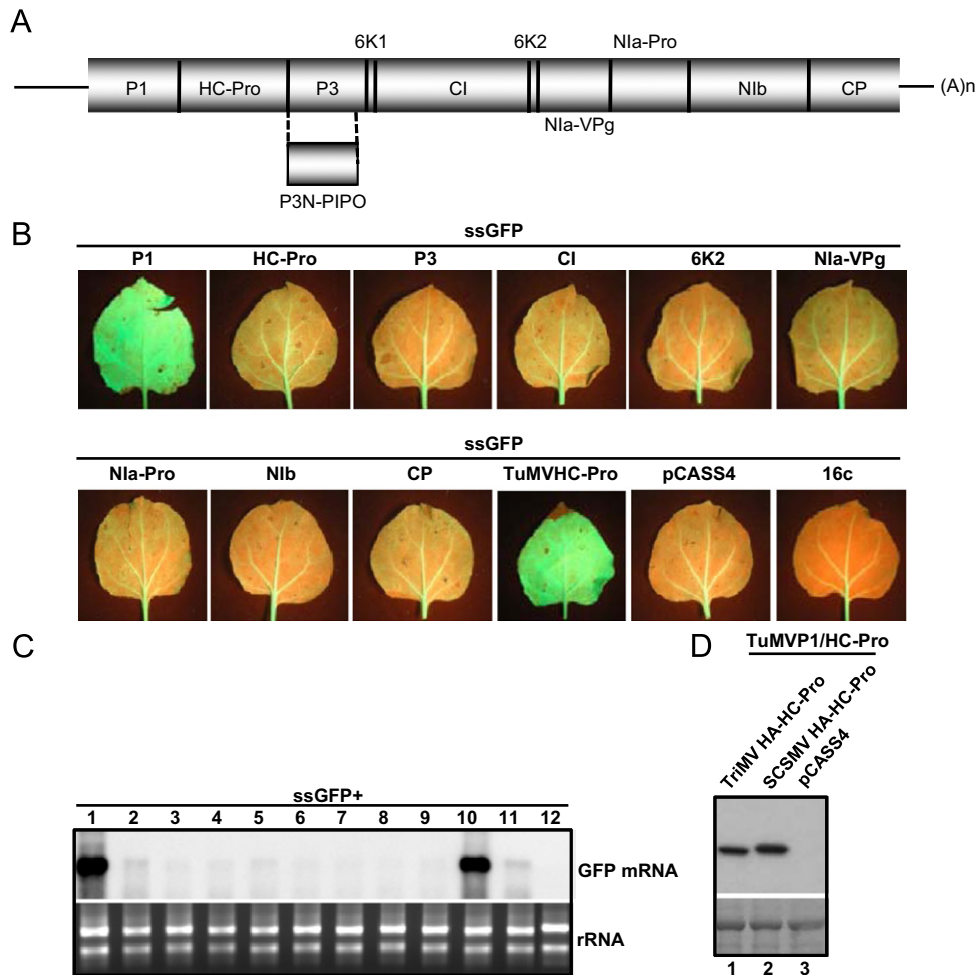 A
6K1 6K2 NIa-Pro
P1 HC-Pro P3 CI NIb CP (A)n
NIa-VPg
P3N-PIPO
B
ssGFP
P1 HC-Pro P3 CI 6K2 NIa-VPg
ssGFP
NIa-Pro NIb CP TuMVHC-Pro pCASS4 16c
C
ssGFP+
1 2 3 4 5 6 7 8 9 10 11 12
GFP mRNA
rRNA
D
TuMVP1/HC-Pro
TriMV HA-HC-Pro
SCSMV HA-HC-Pro
pCASS4
1 2 3